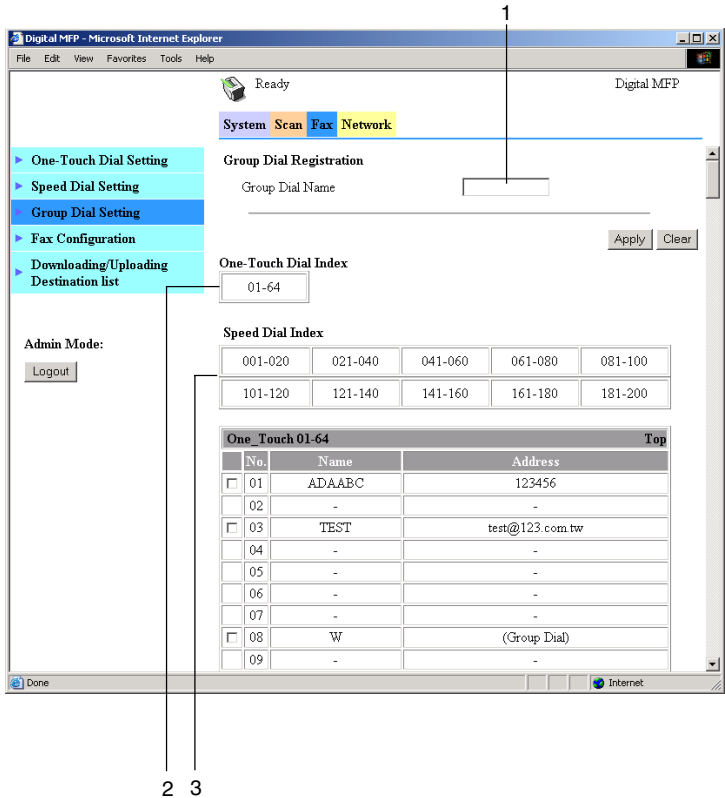 1
Digital MFP - Microsoft Internet Explorer
File Edit View Favorites Tools Help
Ready Digital MFP
System Scan Fax Network
One-Touch Dial Setting
Speed Dial Setting
Group Dial Setting
Fax Configuration
Downloading/Uploading
Destination list
Admin Mode:
Logout
Group Dial Registration
Group Dial Name
Apply Clear
One-Touch Dial Index
01-64
Speed Dial Index
001-020 021-040 041-060 061-080 081-100
101-120 121-140 141-160 161-180 181-200
One_Touch 01-64 Top
No. Name Address
01 ADAABC 123456
02 - -
03 TEST test@123.com.tw
04 - -
05 - -
06 - -
07 - -
08 W (Group Dial)
09 - -
Done Internet
2 3